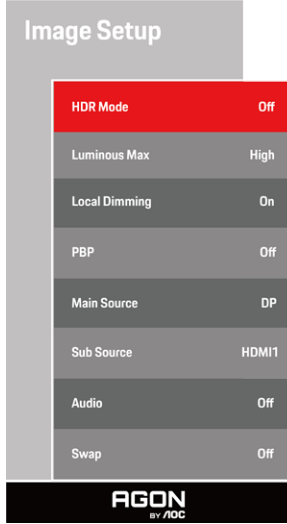 Image Setup
HDR Mode Off
Luminous Max High
Local Dimming On
PBP Off
Main Source DP
Sub Source HDMI1
Audio Off
Swap Off
AGON
BY AOC